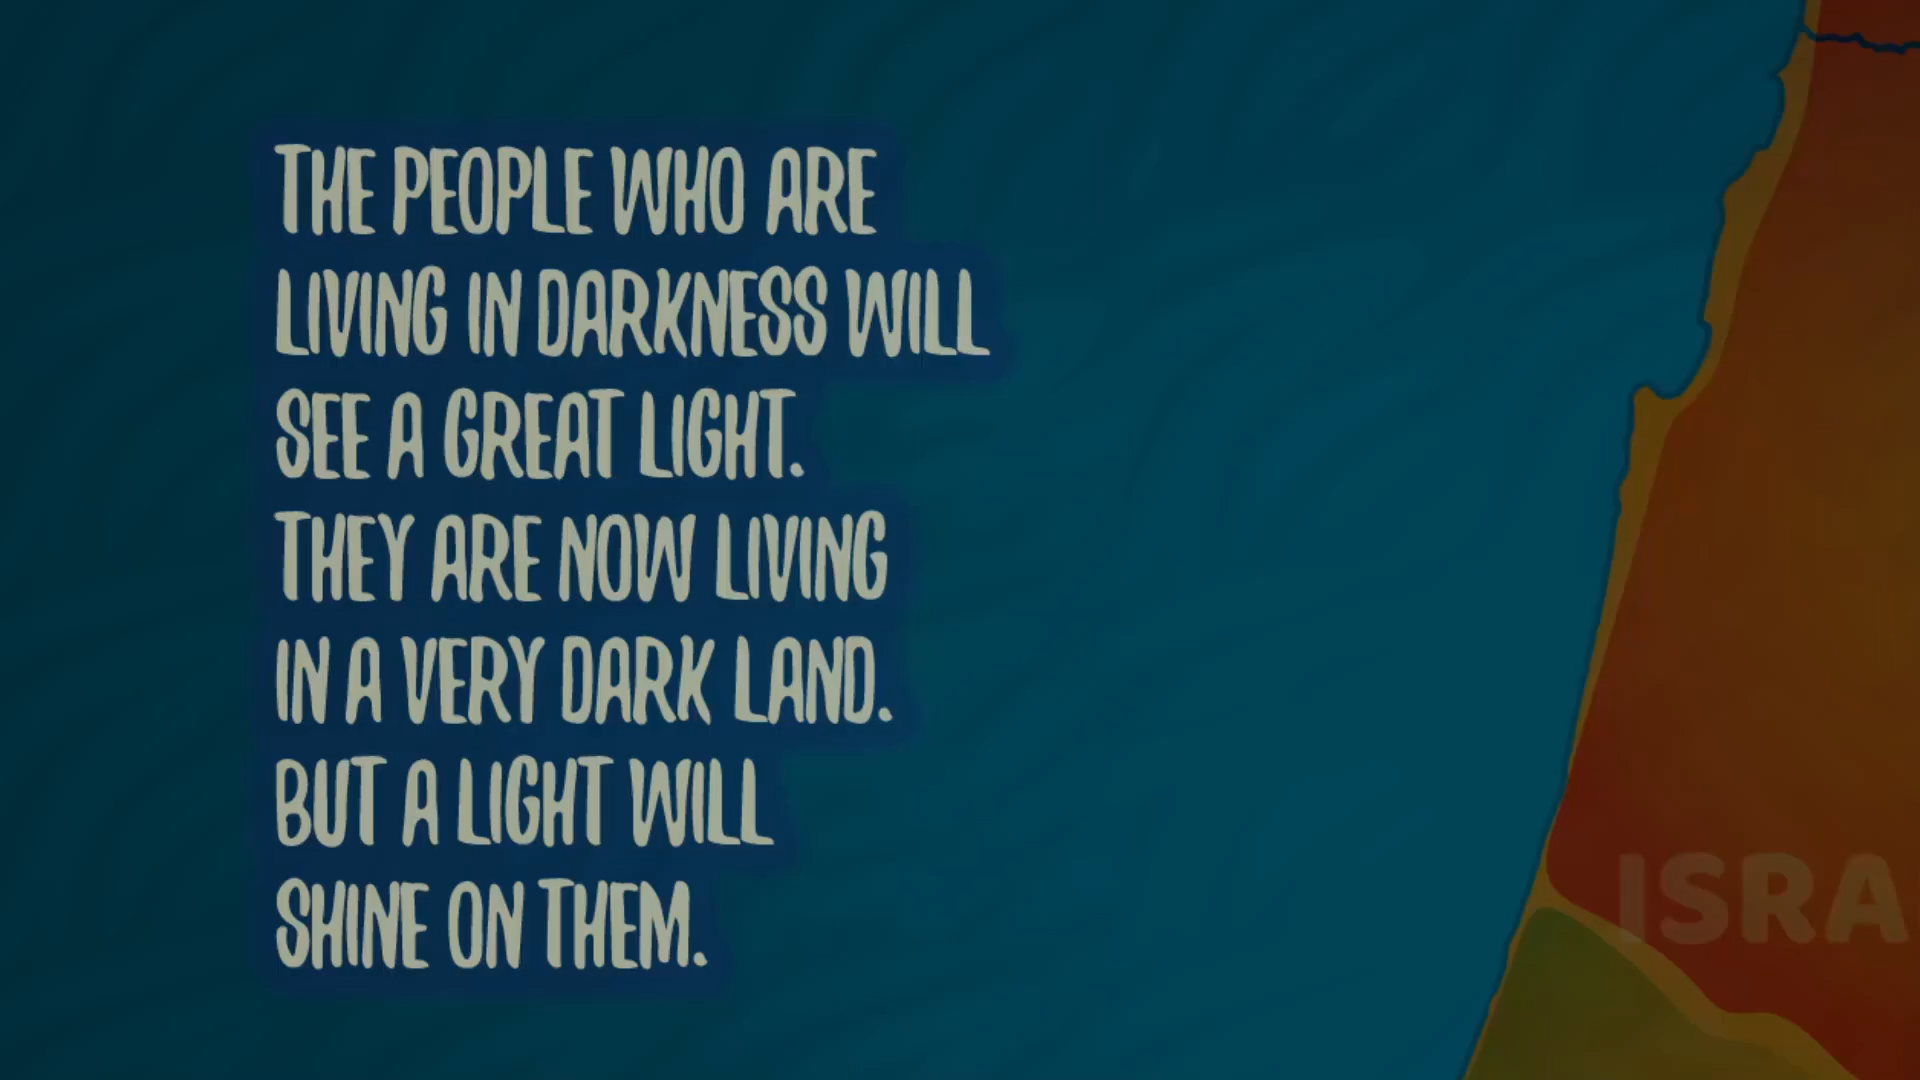 THE PEOPLE WHO ARE
LIVING IN DARKNESS WILL
SEE A GREAT LIGHT.
THEY ARE NOW LIVING
IN A VERY DARK LAND.
BUT A LIGHT WILL
SHINE ON THEM.
ISRA